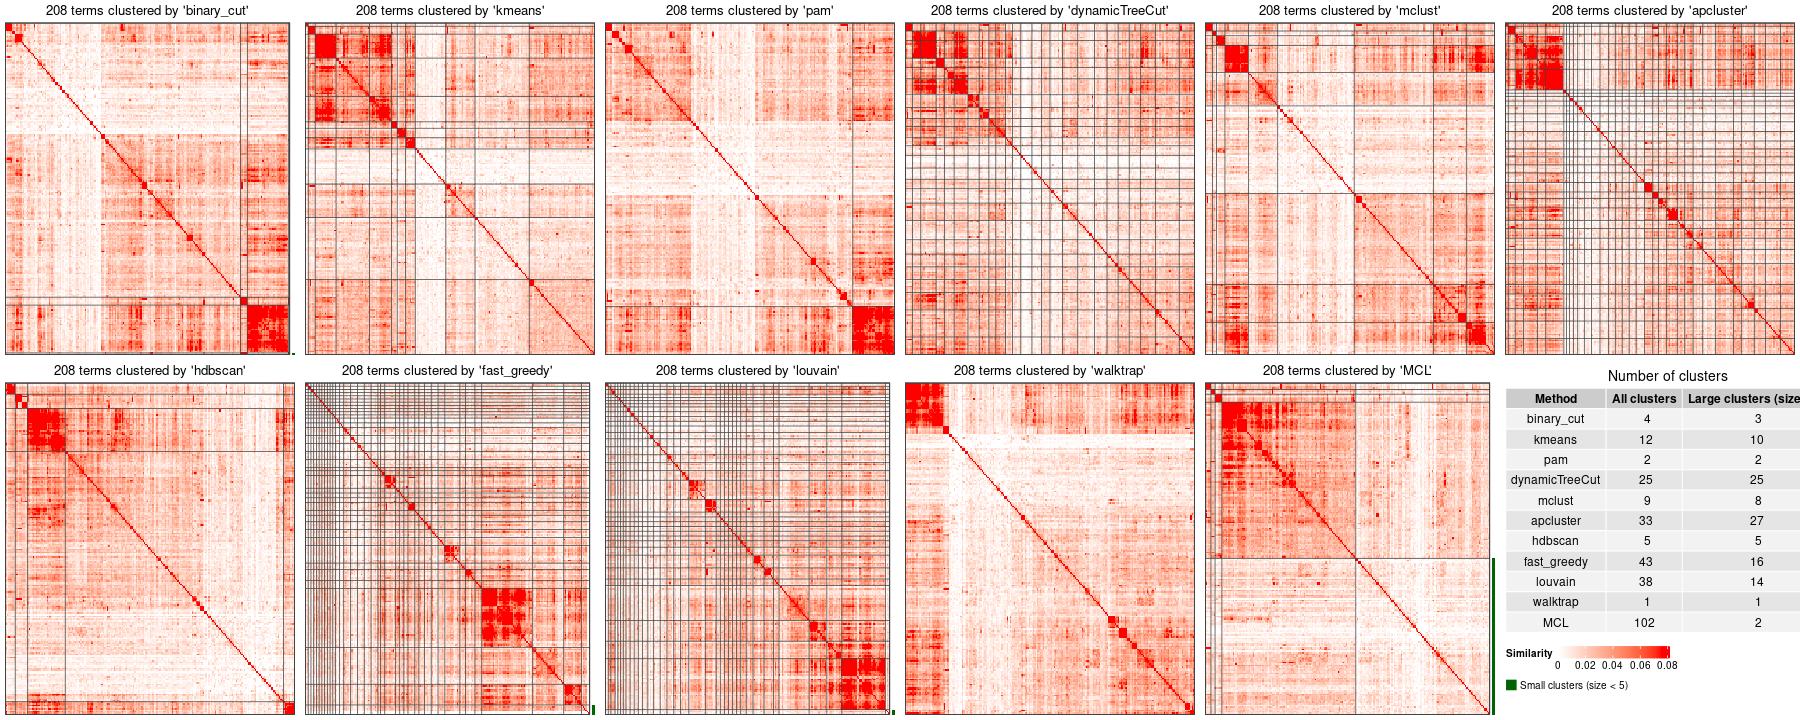 208 terms clustered by 'binary_cut'
208 terms clustered by 'kmeans'
208 terms clustered by 'pam'
208 terms clustered by 'dynamicTreeCut'
208 terms clustered by 'mclust'
208 terms clustered by 'apcluster'
208 terms clustered by 'hdbscan'
208 terms clustered by 'fast_greedy'
208 terms clustered by 'louvain'
208 terms clustered by 'walktrap'
208 terms clustered by 'MCL'
Number of clusters
Method All clusters Large clusters (size
binary_cut 4 3
kmeans 12 10
pam 2 2
dynamicTreeCut 25 25
mclust 9 8
apcluster 33 27
hdbscan 5 5
fast_greedy 43 16
louvain 38 14
walktrap 1 1
MCL 102 2
Similarity
0 0.02 0.04 0.06 0.08
Small clusters (size < 5)